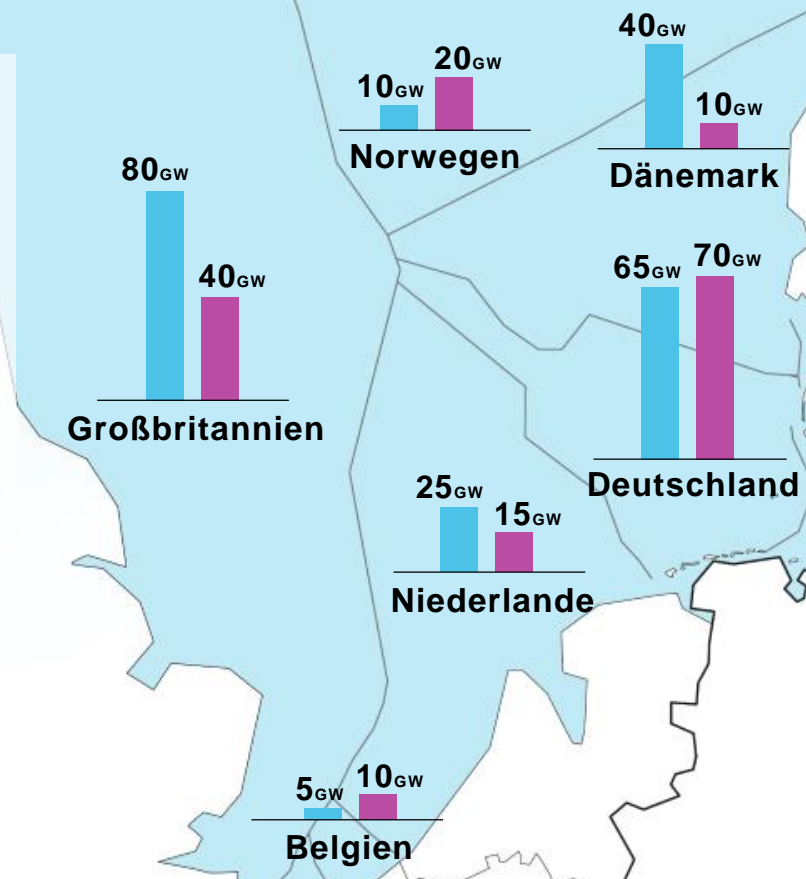 10GW 20GW
Norwegen
40GW 10GW
Dänemark
80GW 40GW
Großbritannien
65GW 70GW
Deutschland
25GW 15GW
Niederlande
5GW 10GW
Belgien